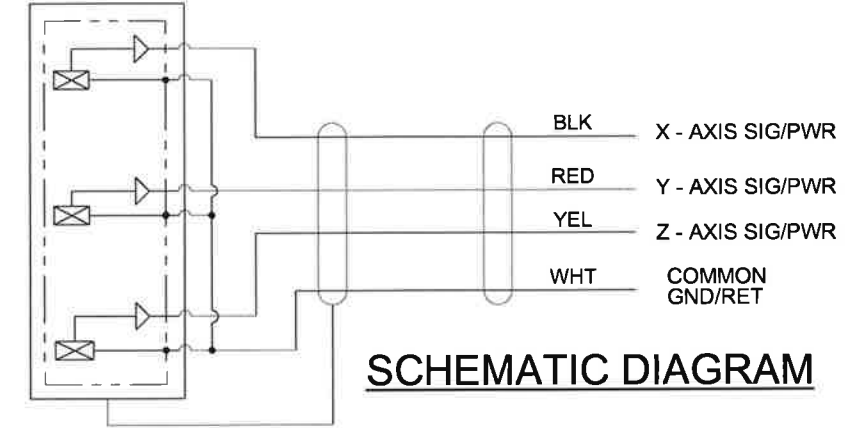 BLK X - AXIS SIG/PWR
RED Y - AXIS SIG/PWR
YEL Z - AXIS SIG/PWR
WHT COMMON
GND/RET
SCHEMATIC DIAGRAM